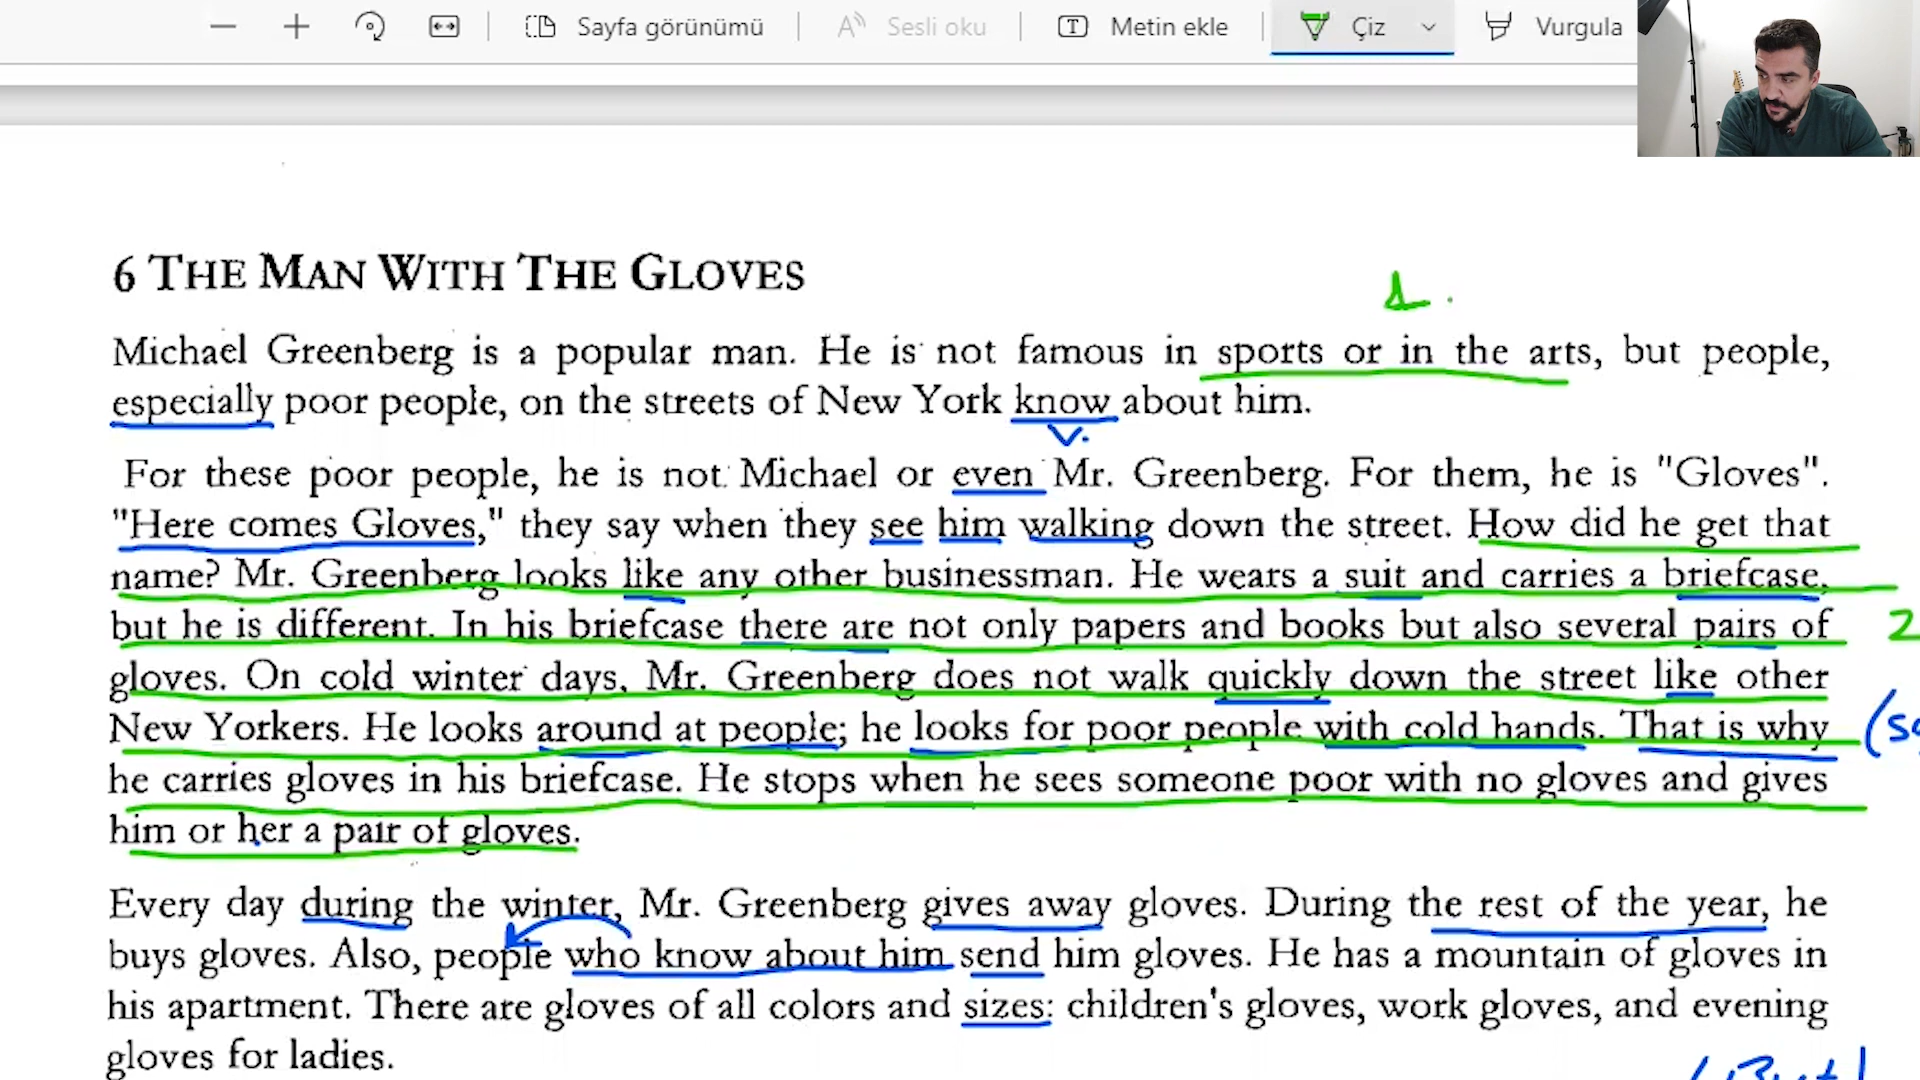 Sayfa görünümü Sesli oku Metin ekle Çiz Vurgula
6 THE MAN WITH THE GLOVES
1.
Michael Greenberg is a popular man. He is not famous in sports or in the arts, but people,
especially poor people, on the streets of New York know about him.
V.
For these poor people, he is not Michael or even Mr. Greenberg. For them, he is "Gloves".
"Here comes Gloves," they say when they see him walking down the street. How did he get that
name? Mr. Greenberg looks like any other businessman. He wears a suit and carries a briefcase,
but he is different. In his briefcase there are not only papers and books but also several pairs of
2
gloves. On cold winter days, Mr. Greenberg does not walk quickly down the street like other
New Yorkers. He looks around at people; he looks for poor people with cold hands. That is why
he carries gloves in his briefcase. He stops when he sees someone poor with no gloves and gives
him or her a pair of gloves.
Every day during the winter, Mr. Greenberg gives away gloves. During the rest of the year, he
buys gloves. Also, people who know about him send him gloves. He has a mountain of gloves in
his apartment. There are gloves of all colors and sizes: children's gloves, work gloves, and evening
gloves for ladies.